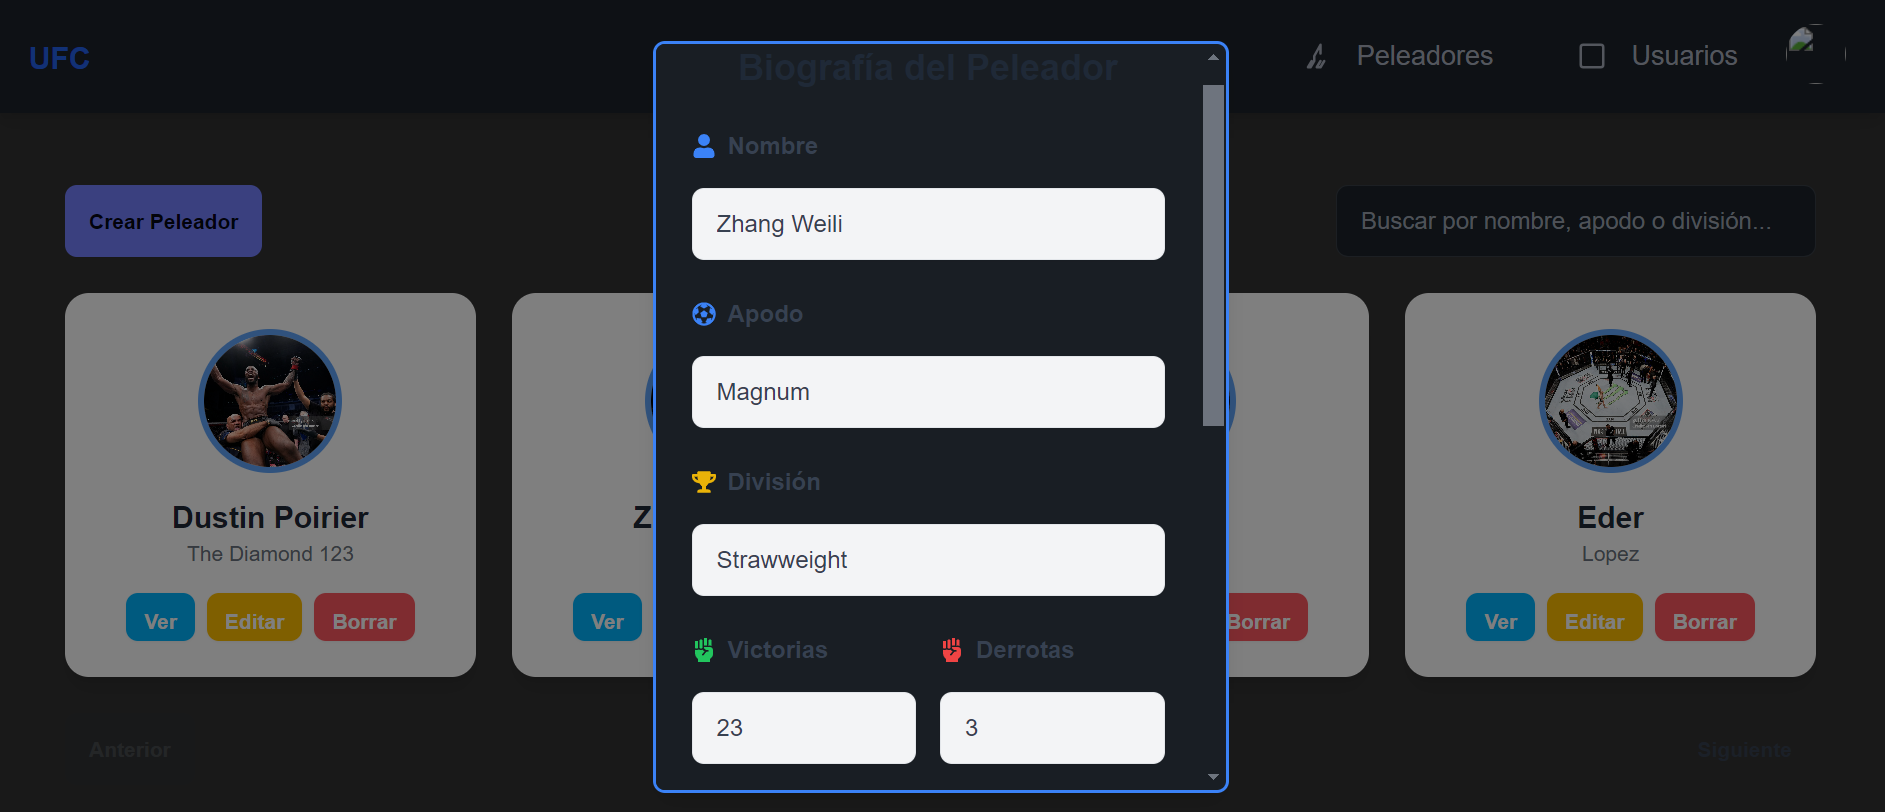 UFC
Peleadores
Usuarios
Crear Peleador
Buscar por nombre, apodo o división...
Biografía del Peleador
Nombre
Zhang Weili
Apodo
Magnum
División
Strawweight
Victorias
Derrotas
23
3
Dustin Poirier
The Diamond 123
Ver
Editar
Borrar
Z
Ver
Borrar
Eder
Lopez
Ver
Editar
Borrar
Anterior
Siguiente